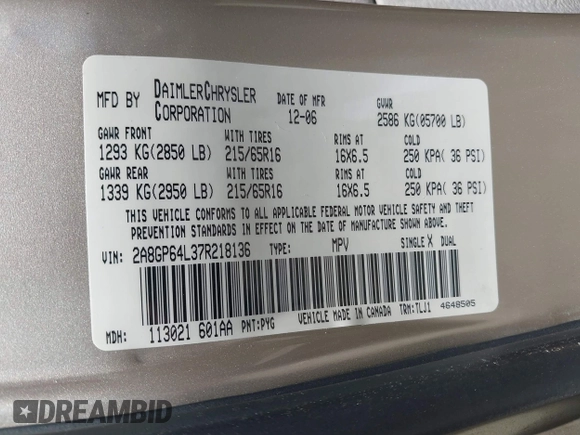 MFD BY DAIMLERCHRYSLER CORPORATION DATE OF MFR 12-06 GVWR 2586 KG(05700 LB)
GAWR FRONT WITH TIRES RIMS AT COLD
1293 KG(2850 LB) 215/65R16 16X6.5 250 KPA( 36 PSI)
GAWR REAR WITH TIRES RIMS AT COLD
1339 KG(2950 LB) 215/65R16 16X6.5 250 KPA( 36 PSI)
THIS VEHICLE CONFORMS TO ALL APPLICABLE FEDERAL MOTOR VEHICLE SAFETY AND THEFT
PREVENTION STANDARDS IN EFFECT ON THE DATE OF MANUFACTURE SHOWN ABOVE.
VIN: 2A8GP64L37R218136 TYPE: MPV SINGLE X DUAL
MDH: 113021 601AA PNT:PYG VEHICLE MADE IN CANADA TRM:TLJ1 4648505
DREAMBID